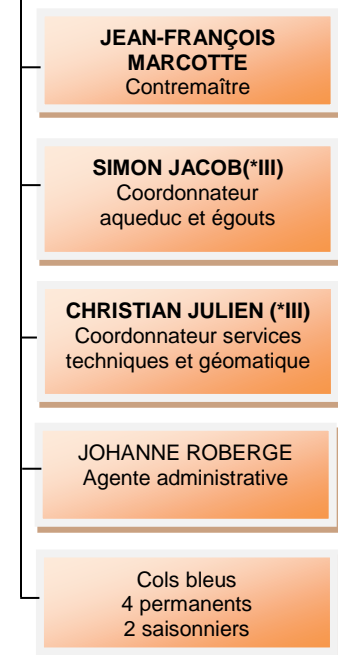 JEAN-FRANÇOIS
MARCOTTE
Contremaître
SIMON JACOB(*III)
Coordonnateur
aqueduc et égouts
CHRISTIAN JULIEN (*III)
Coordonnateur services
techniques et géomatique
JOHANNE ROBERGE
Agente administrative
Cols bleus
4 permanents
2 saisonniers